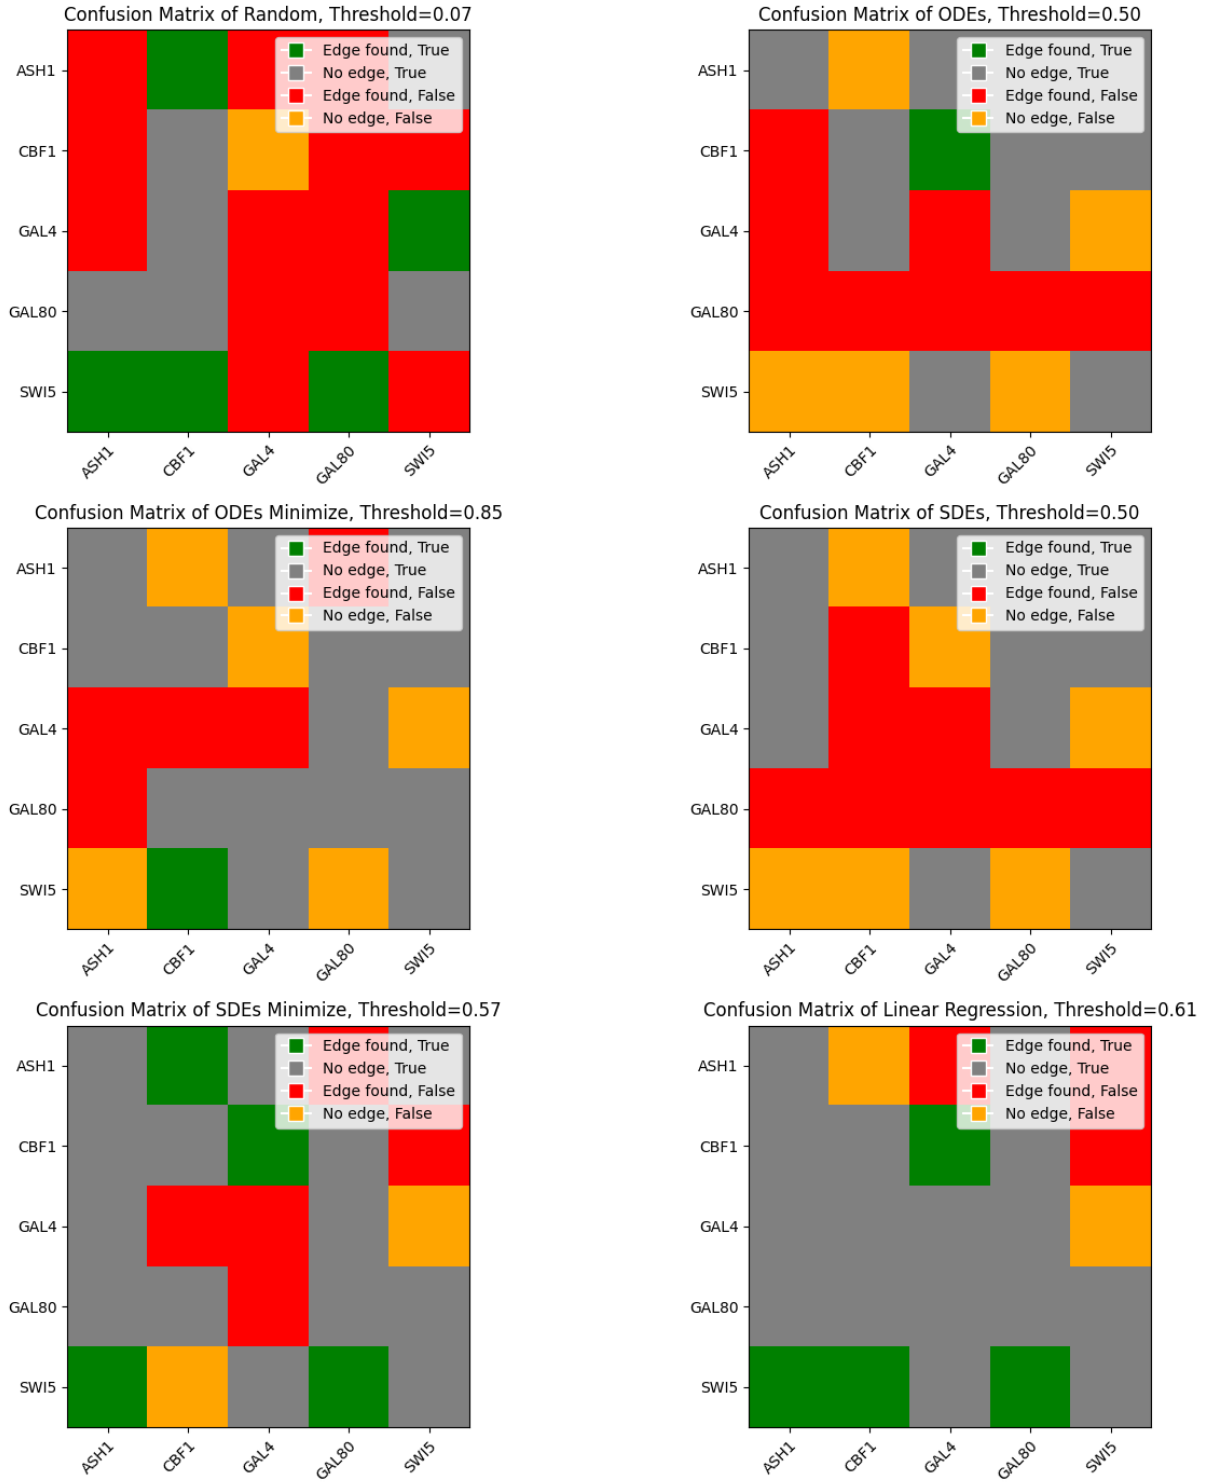 Confusion Matrix of Random, Threshold=0.07
Edge found, True
No edge, True
Edge found, False
No edge, False
ASH1
CBF1
GAL4
GAL80
SWI5
ASH1
CBF1
GAL4
GAL80
SWI5
Confusion Matrix of ODEs, Threshold=0.50
Edge found, True
No edge, True
Edge found, False
No edge, False
ASH1
CBF1
GAL4
GAL80
SWI5
ASH1
CBF1
GAL4
GAL80
SWI5
Confusion Matrix of ODEs Minimize, Threshold=0.85
Edge found, True
No edge, True
Edge found, False
No edge, False
ASH1
CBF1
GAL4
GAL80
SWI5
ASH1
CBF1
GAL4
GAL80
SWI5
Confusion Matrix of SDEs, Threshold=0.50
Edge found, True
No edge, True
Edge found, False
No edge, False
ASH1
CBF1
GAL4
GAL80
SWI5
ASH1
CBF1
GAL4
GAL80
SWI5
Confusion Matrix of SDEs Minimize, Threshold=0.57
Edge found, True
No edge, True
Edge found, False
No edge, False
ASH1
CBF1
GAL4
GAL80
SWI5
ASH1
CBF1
GAL4
GAL80
SWI5
Confusion Matrix of Linear Regression, Threshold=0.61
Edge found, True
No edge, True
Edge found, False
No edge, False
ASH1
CBF1
GAL4
GAL80
SWI5
ASH1
CBF1
GAL4
GAL80
SWI5